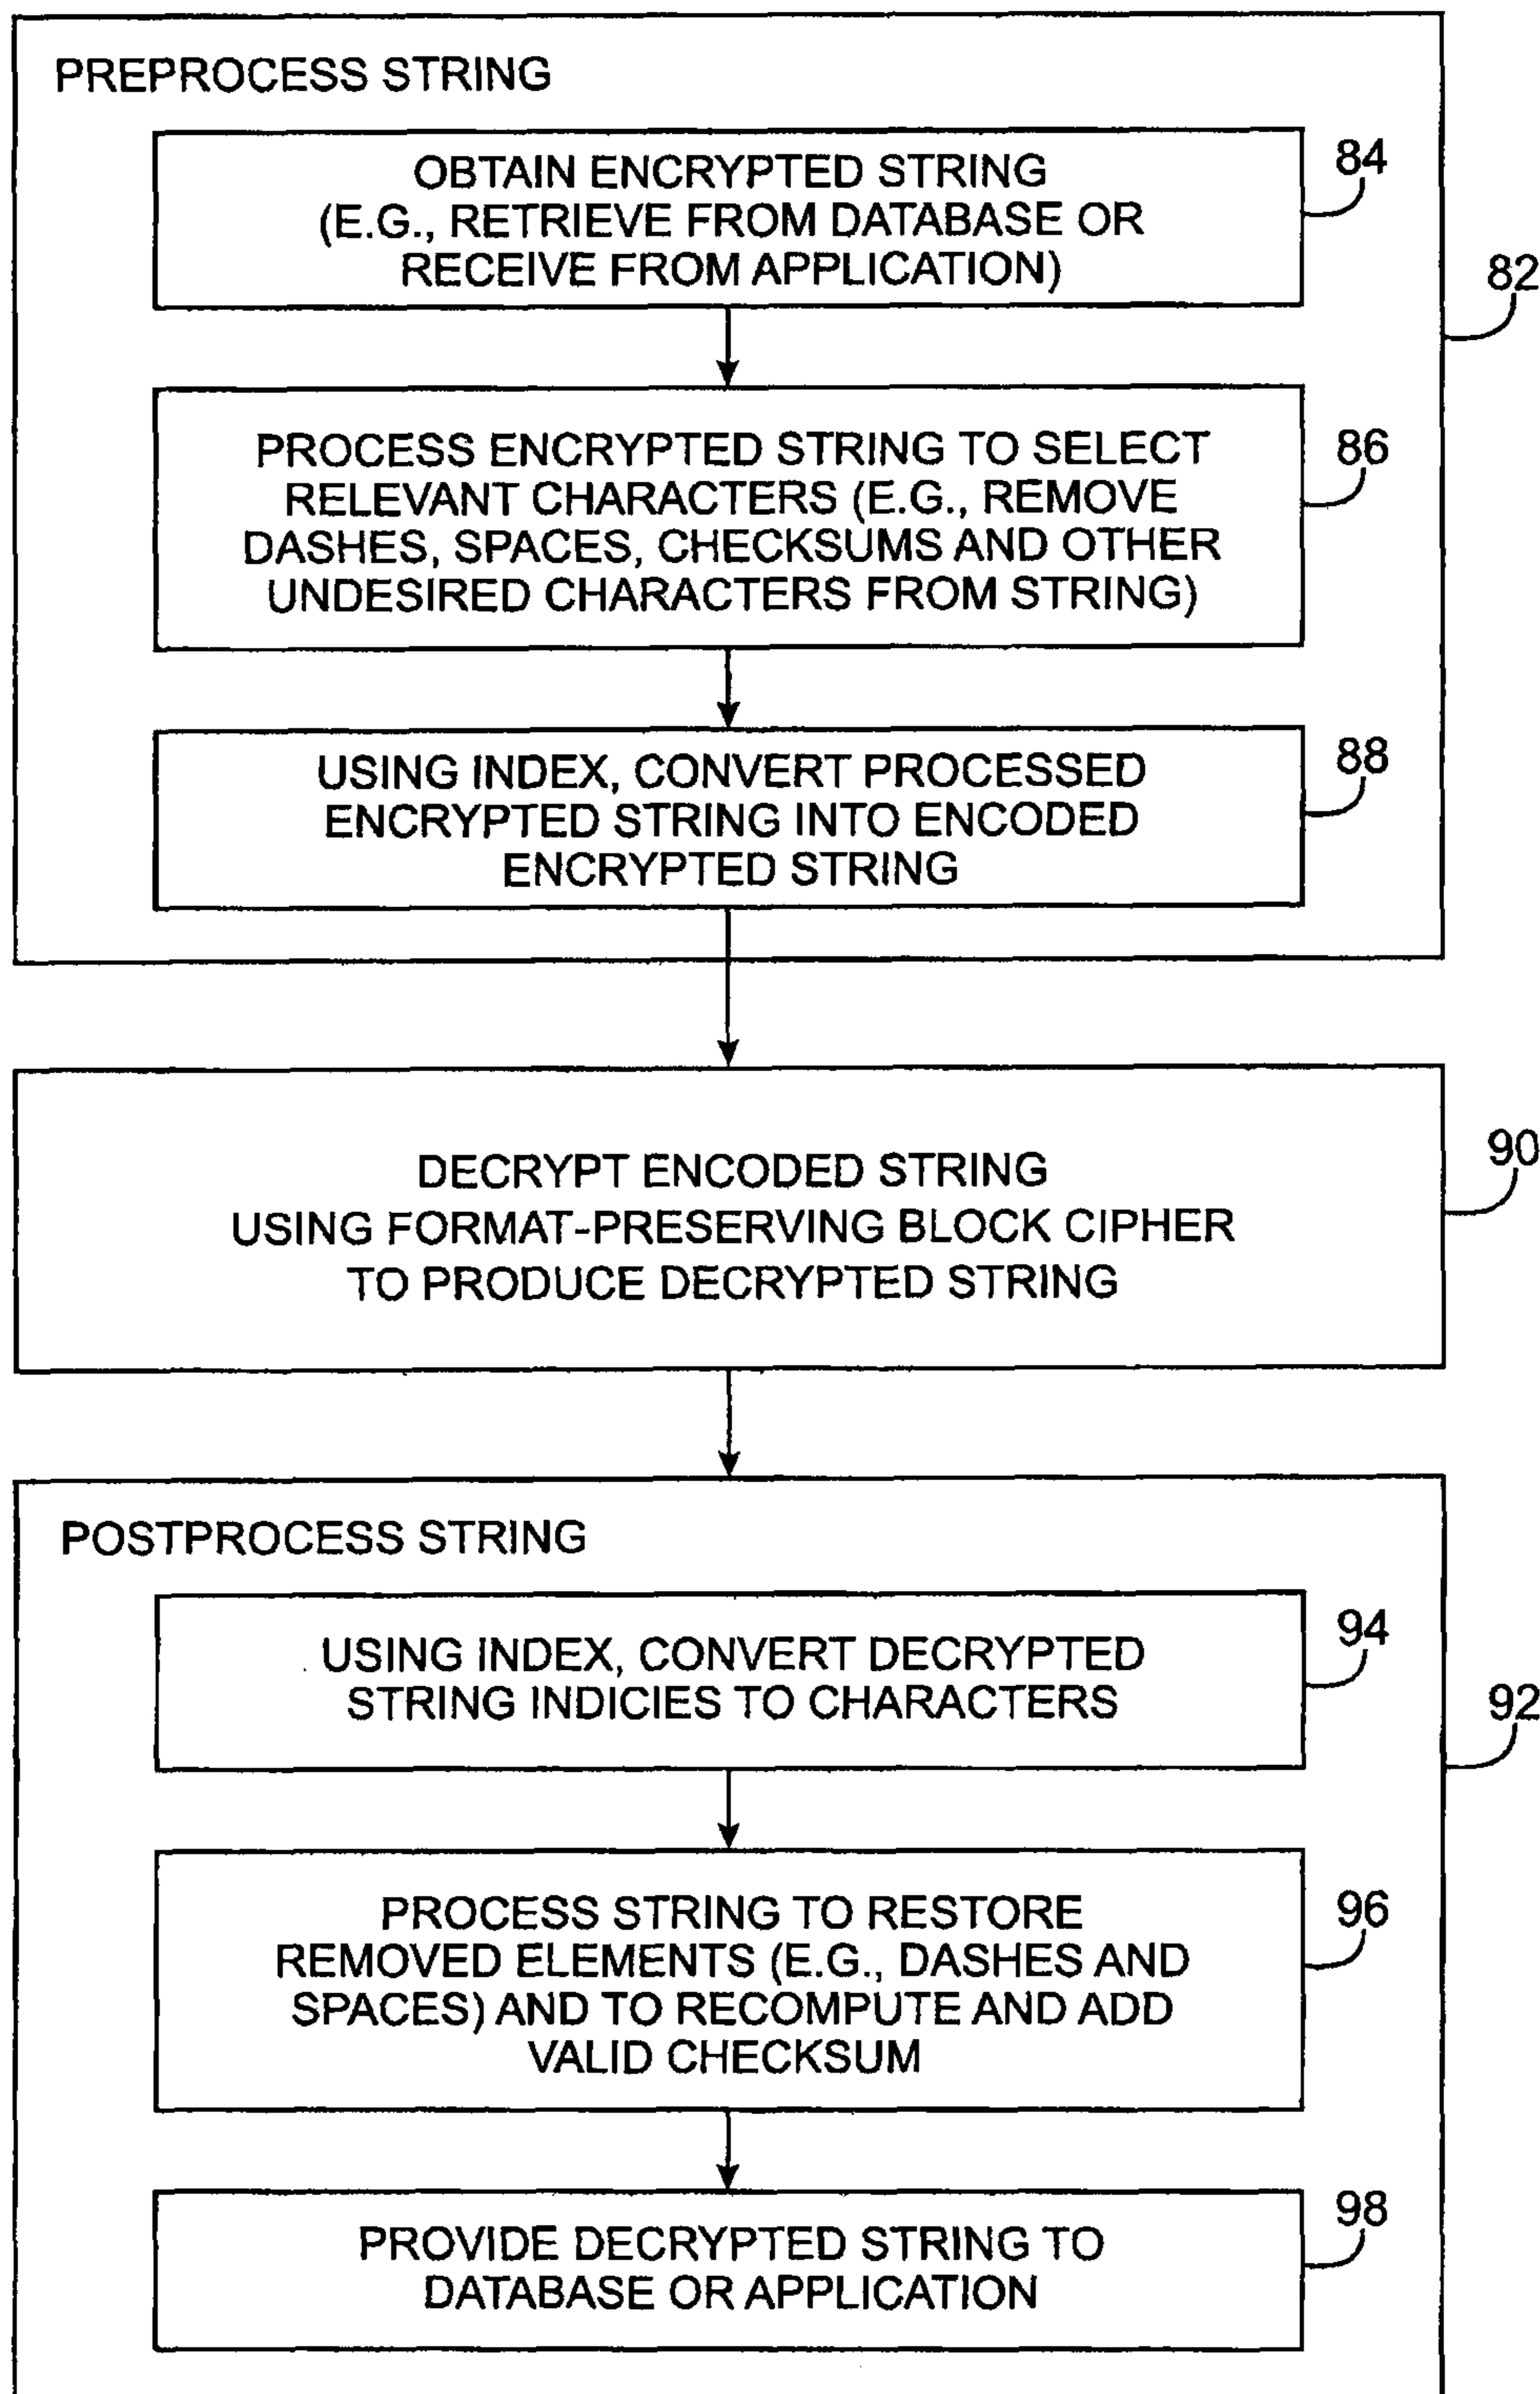 PREPROCESS STRING
OBTAIN ENCRYPTED STRING
(E.G., RETRIEVE FROM DATABASE OR
RECEIVE FROM APPLICATION)
84
82
PROCESS ENCRYPTED STRING TO SELECT
RELEVANT CHARACTERS (E.G., REMOVE
DASHES, SPACES, CHECKSUMS AND OTHER
UNDESIRED CHARACTERS FROM STRING)
86
USING INDEX, CONVERT PROCESSED
ENCRYPTED STRING INTO ENCODED
ENCRYPTED STRING
88
DECRYPT ENCODED STRING
USING FORMAT-PRESERVING BLOCK CIPHER
TO PRODUCE DECRYPTED STRING
90
POSTPROCESS STRING
USING INDEX, CONVERT DECRYPTED
STRING INDICIES TO CHARACTERS
94
92
PROCESS STRING TO RESTORE
REMOVED ELEMENTS (E.G., DASHES AND
SPACES) AND TO RECOMPUTE AND ADD
VALID CHECKSUM
96
PROVIDE DECRYPTED STRING TO
DATABASE OR APPLICATION
98